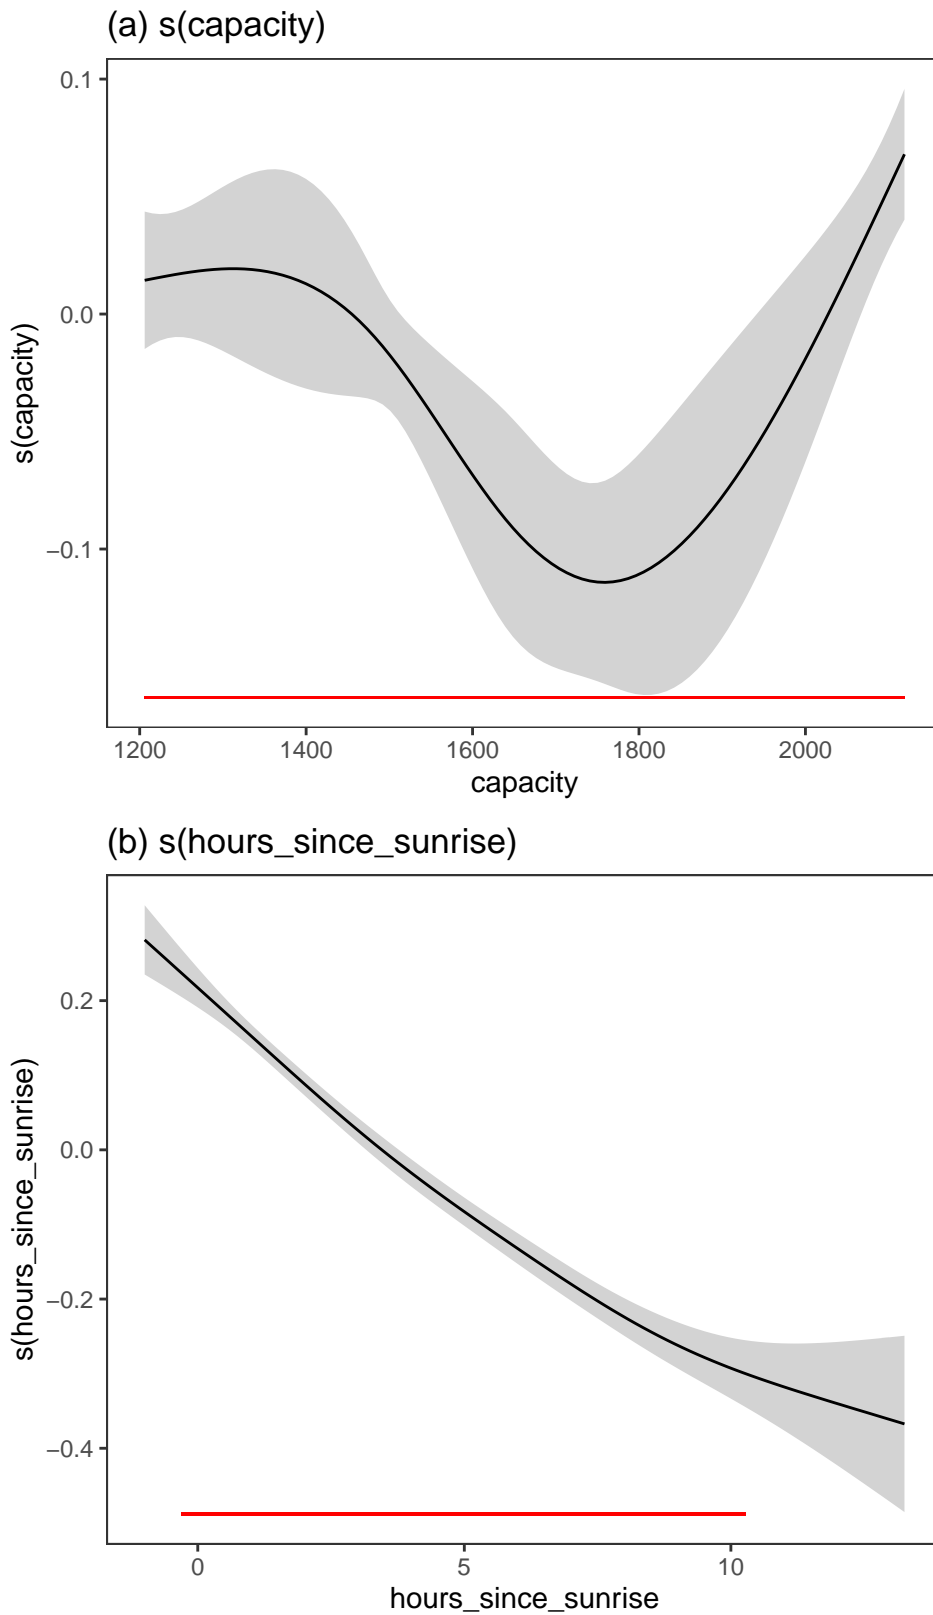 (a) s(capacity)
0.1
0.0
−0.1
s(capacity)
1200 1400 1600 1800 2000
capacity
(b) s(hours_since_sunrise)
0.2
0.0
−0.2
−0.4
s(hours_since_sunrise)
0 5 10
hours_since_sunrise